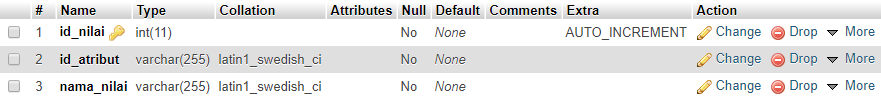 # Name Type Collation Attributes Null Default Comments Extra Action
1 id_nilai int(11) No None AUTO_INCREMENT Change Drop More
2 id_atribut varchar(255) latin1_swedish_ci No None Change Drop More
3 nama_nilai varchar(255) latin1_swedish_ci No None Change Drop More